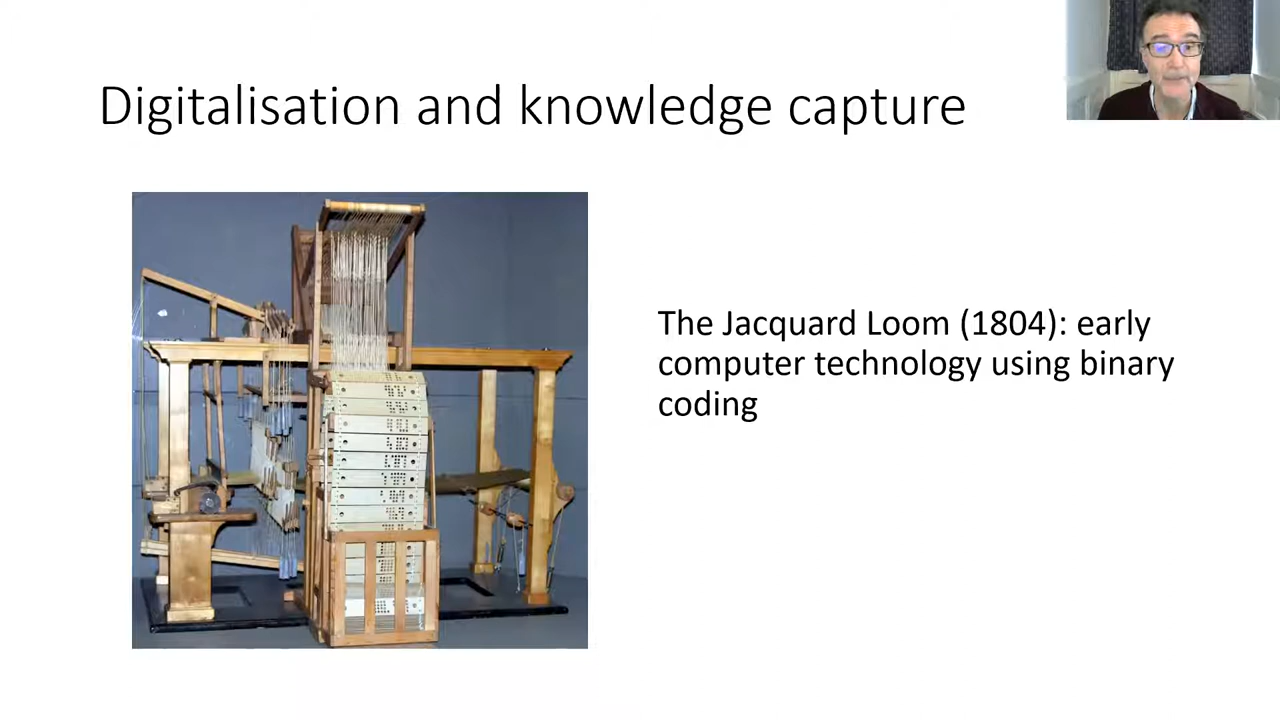 Digitalisation and knowledge capture
The Jacquard Loom (1804): early
computer technology using binary
coding